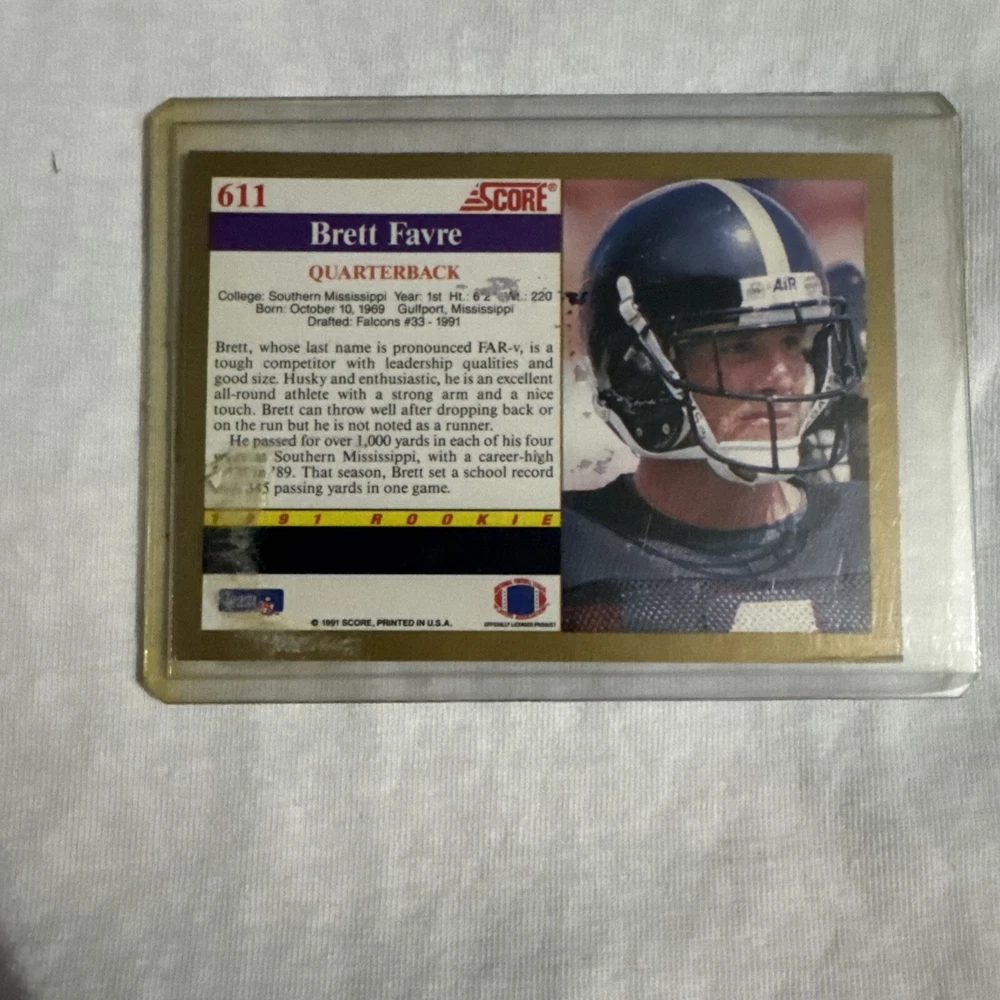 611
SCORE®
Brett Favre
QUARTERBACK
College: Southern Mississippi Year: 1st Ht.: 6'2" Wt.: 220
Born: October 10, 1969 Gulfport, Mississippi
Drafted: Falcons #33 - 1991
Brett, whose last name is pronounced FAR-v, is a
tough competitor with leadership qualities and
good size. Husky and enthusiastic, he is an excellent
all-round athlete with a strong arm and a nice
touch. Brett can throw well after dropping back or
on the run but he is not noted as a runner.
He passed for over 1,000 yards in each of his four
Southern Mississippi, with a career-high
'89. That season, Brett set a school record
345 passing yards in one game.
1991 ROOKIE
© 1991 SCORE, PRINTED IN U.S.A.
OFFICIALLY LICENSED PRODUCT
AiR